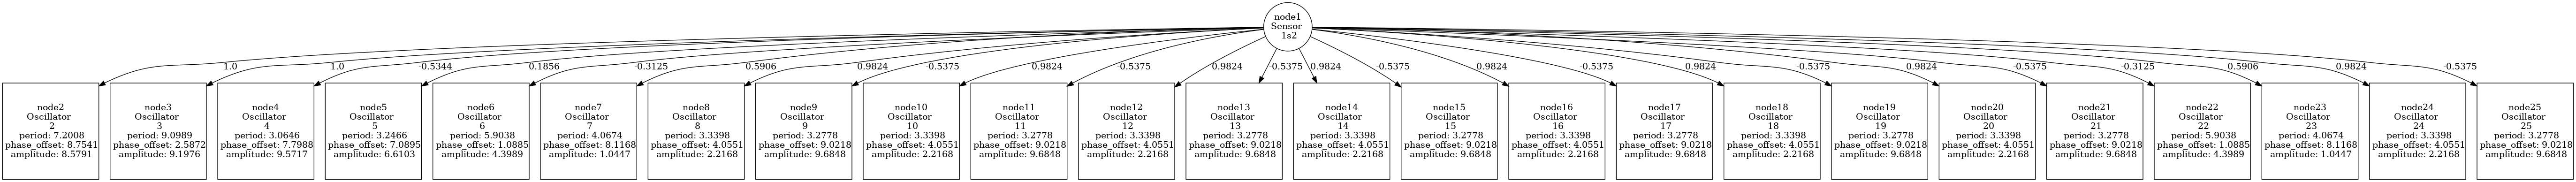 node1
Sensor
1s2
1.0
1.0
-0.5344
0.1856
-0.3125
0.5906
0.9824
-0.5375
0.9824
-0.5375
0.9824
-0.5375
0.9824
-0.5375
0.9824
-0.5375
0.9824
-0.5375
0.9824
-0.5375
-0.3125
0.5906
0.9824
-0.5375
node2
Oscillator
2
period: 7.2008
phase_offset: 8.7541
amplitude: 8.5791
node3
Oscillator
3
period: 9.0989
phase_offset: 2.5872
amplitude: 9.1976
node4
Oscillator
4
period: 3.0646
phase_offset: 7.7988
amplitude: 9.5717
node5
Oscillator
5
period: 3.2466
phase_offset: 7.0895
amplitude: 6.6103
node6
Oscillator
6
period: 5.9038
phase_offset: 1.0885
amplitude: 4.3989
node7
Oscillator
7
period: 4.0674
phase_offset: 8.1168
amplitude: 1.0447
node8
Oscillator
8
period: 3.3398
phase_offset: 4.0551
amplitude: 2.2168
node9
Oscillator
9
period: 3.2778
phase_offset: 9.0218
amplitude: 9.6848
node10
Oscillator
10
period: 3.3398
phase_offset: 4.0551
amplitude: 2.2168
node11
Oscillator
11
period: 3.2778
phase_offset: 9.0218
amplitude: 9.6848
node12
Oscillator
12
period: 3.3398
phase_offset: 4.0551
amplitude: 2.2168
node13
Oscillator
13
period: 3.2778
phase_offset: 9.0218
amplitude: 9.6848
node14
Oscillator
14
period: 3.3398
phase_offset: 4.0551
amplitude: 2.2168
node15
Oscillator
15
period: 3.2778
phase_offset: 9.0218
amplitude: 9.6848
node16
Oscillator
16
period: 3.3398
phase_offset: 4.0551
amplitude: 2.2168
node17
Oscillator
17
period: 3.2778
phase_offset: 9.0218
amplitude: 9.6848
node18
Oscillator
18
period: 3.3398
phase_offset: 4.0551
amplitude: 2.2168
node19
Oscillator
19
period: 3.2778
phase_offset: 9.0218
amplitude: 9.6848
node20
Oscillator
20
period: 3.3398
phase_offset: 4.0551
amplitude: 2.2168
node21
Oscillator
21
period: 3.2778
phase_offset: 9.0218
amplitude: 9.6848
node22
Oscillator
22
period: 5.9038
phase_offset: 1.0885
amplitude: 4.3989
node23
Oscillator
23
period: 4.0674
phase_offset: 8.1168
amplitude: 1.0447
node24
Oscillator
24
period: 3.3398
phase_offset: 4.0551
amplitude: 2.2168
node25
Oscillator
25
period: 3.2778
phase_offset: 9.0218
amplitude: 9.6848